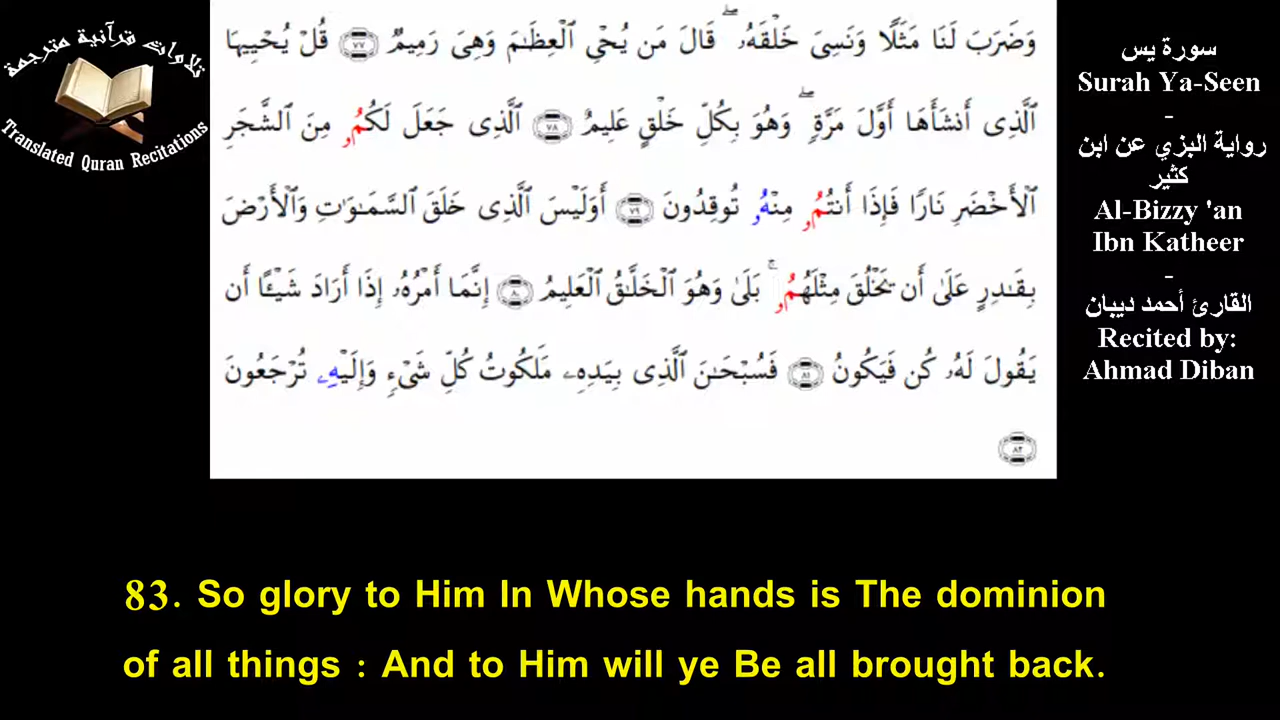 تلاوات قرآنية مترجمة
Translated Quran Recitations
وَضَرَبَ لَنَا مَثَلًا وَنَسِىَ خَلْقَهُۥ ۖ قَالَ مَن يُحْىِ ٱلْعِظَـٰمَ وَهِىَ رَمِيمٌ ٧٧ قُلْ يُحْيِيهَا
ٱلَّذِى أَنشَأَهَا أَوَّلَ مَرَّةٍ ۖ وَهُوَ بِكُلِّ خَلْقٍ عَلِيمٌ ٧٨ ٱلَّذِى جَعَلَ لَكُمُۥ مِنَ ٱلشَّجَرِ
ٱلْأَخْضَرِ نَارًا فَإِذَا أَنتُمُۥ مِنْهُۥ تُوقِدُونَ ٧٩ أَوَلَيْسَ ٱلَّذِى خَلَقَ ٱلسَّمَـٰوَٰتِ وَٱلْأَرْضَ
بِقَـٰدِرٍ عَلَىٰ أَن يَخْلُقَ مِثْلَهُمُۥ ۚ بَلَىٰ وَهُوَ ٱلْخَلَّـٰقُ ٱلْعَلِيمُ ٨٠ إِنَّمَا أَمْرُهُۥ إِذَا أَرَادَ شَيْـًٔا أَن
يَقُولَ لَهُۥ كُن فَيَكُونُ ٨١ فَسُبْحَـٰنَ ٱلَّذِى بِيَدِهِۦ مَلَكُوتُ كُلِّ شَىْءٍ وَإِلَيْهِۦ تُرْجَعُونَ
٨٢
سورة يس
Surah Ya-Seen
-
رواية البزي عن ابن
كثير
Al-Bizzy 'an
Ibn Katheer
-
القارئ أحمد ديبان
Recited by:
Ahmad Diban
83. So glory to Him In Whose hands is The dominion
of all things : And to Him will ye Be all brought back.